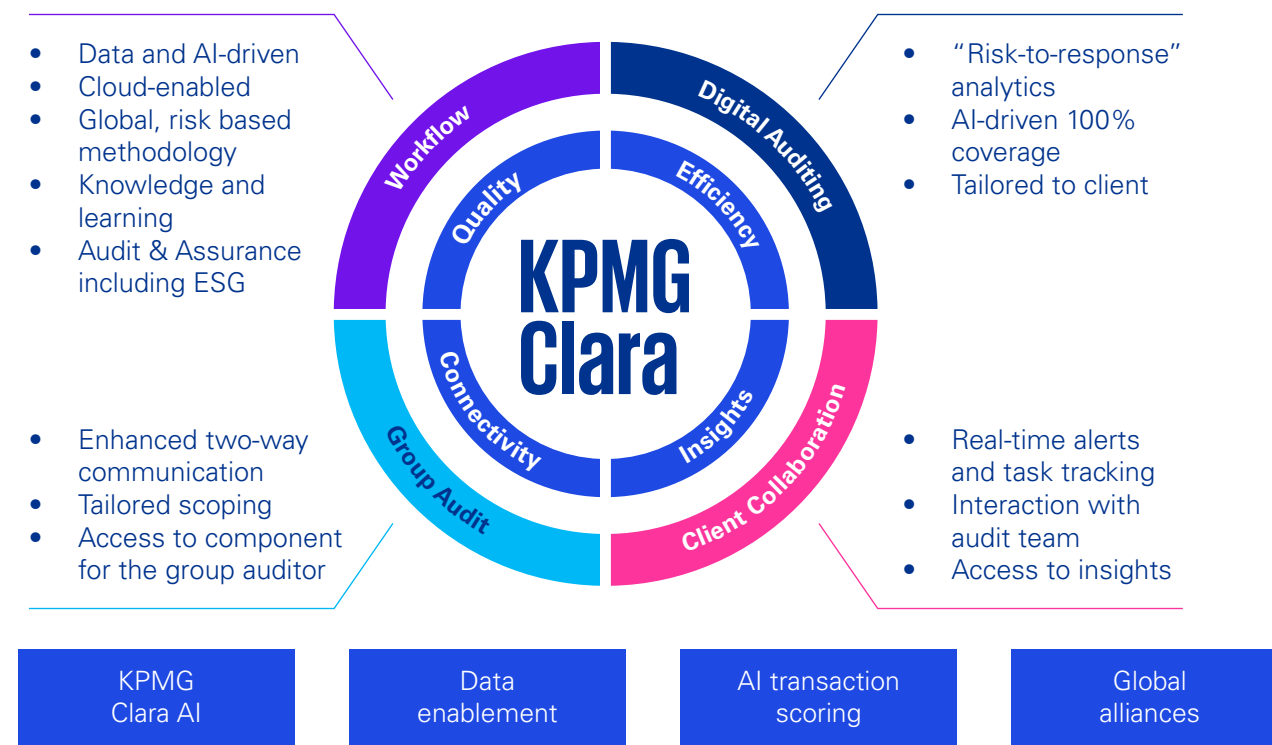 • Data and AI-driven
• Cloud-enabled
• Global, risk based
methodology
• Knowledge and
learning
• Audit & Assurance
including ESG
• “Risk-to-response”
analytics
• AI-driven 100%
coverage
• Tailored to client
Workflow
Digital Auditing
Quality
Efficiency
KPMG
Clara
Connectivity
Insights
Group Audit
Client Collaboration
• Enhanced two-way
communication
• Tailored scoping
• Access to component
for the group auditor
• Real-time alerts
and task tracking
• Interaction with
audit team
• Access to insights
KPMG
Clara AI
Data
enablement
AI transaction
scoring
Global
alliances